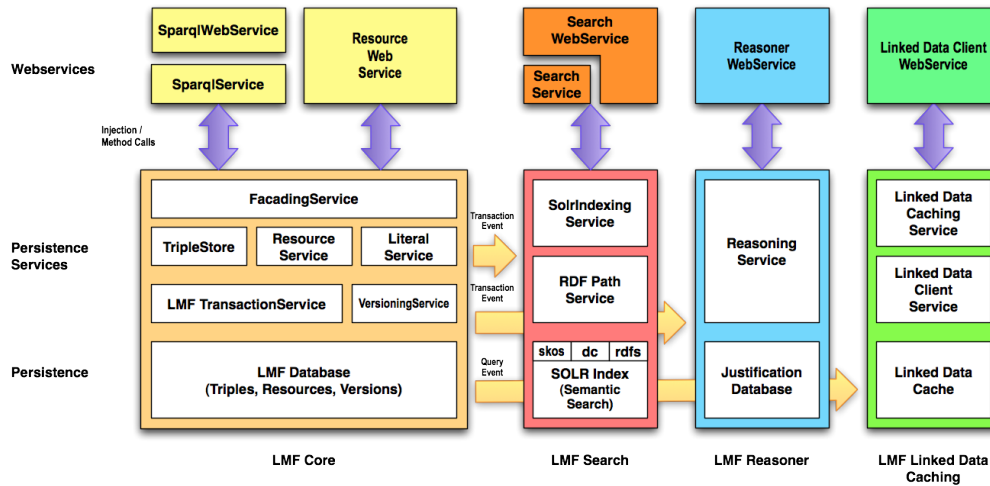 SparqlWebService
SparqlService
Resource
Web
Service
Search
WebService
Search
Service
Reasoner
WebService
Linked Data Client
WebService
Webservices
Injection /
Method Calls
FacadingService
TripleStore
Resource
Service
Literal
Service
LMF TransactionService
VersioningService
LMF Database
(Triples, Resources, Versions)
Persistence
Services
Persistence
Transaction
Event
Transaction
Event
Query
Event
SolrIndexing
Service
RDF Path
Service
skos dc rdfs
SOLR Index
(Semantic
Search)
Reasoning
Service
Justification
Database
Linked Data
Caching
Service
Linked Data
Client
Service
Linked Data
Cache
LMF Core
LMF Search
LMF Reasoner
LMF Linked Data
Caching